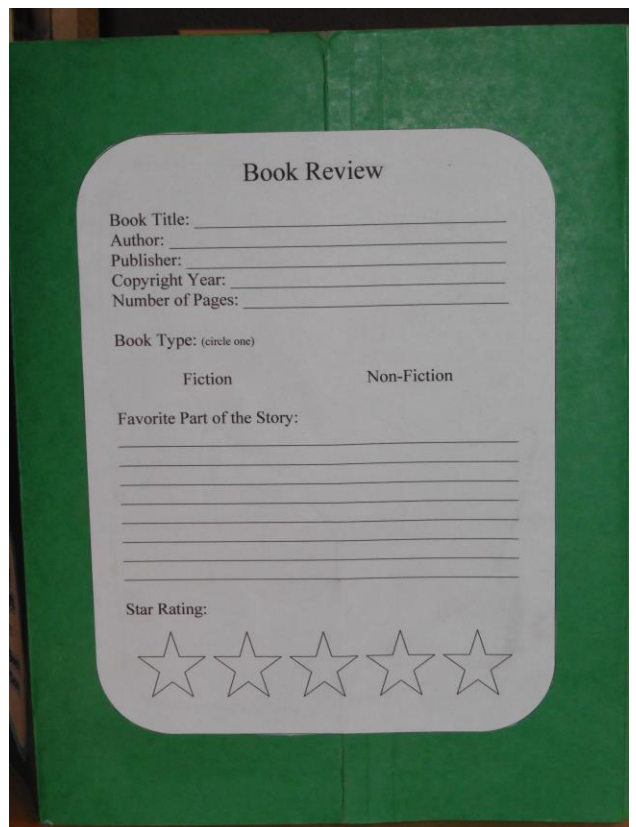 Book Review
Book Title:
Author:
Publisher:
Copyright Year:
Number of Pages:
Book Type: (circle one)
Fiction Non-Fiction
Favorite Part of the Story:
Star Rating: